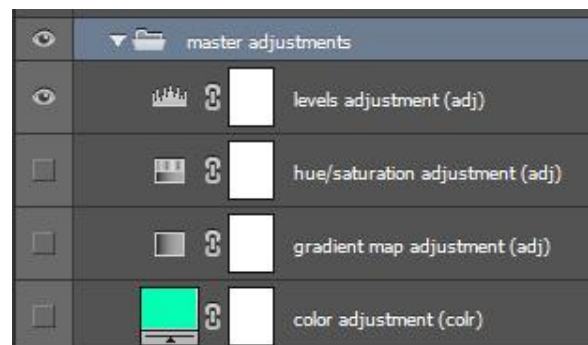 master adjustments
levels adjustment (adj)
hue/saturation adjustment (adj)
gradient map adjustment (adj)
color adjustment (colr)